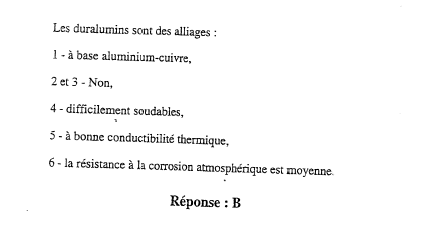 Les duralumins sont des alliages :
1 - à base aluminium-cuivre,
2 et 3 - Non,
4 - difficilement soudables,
5 - à bonne conductibilité thermique,
6 - la résistance à la corrosion atmosphérique est moyenne.
Réponse : B